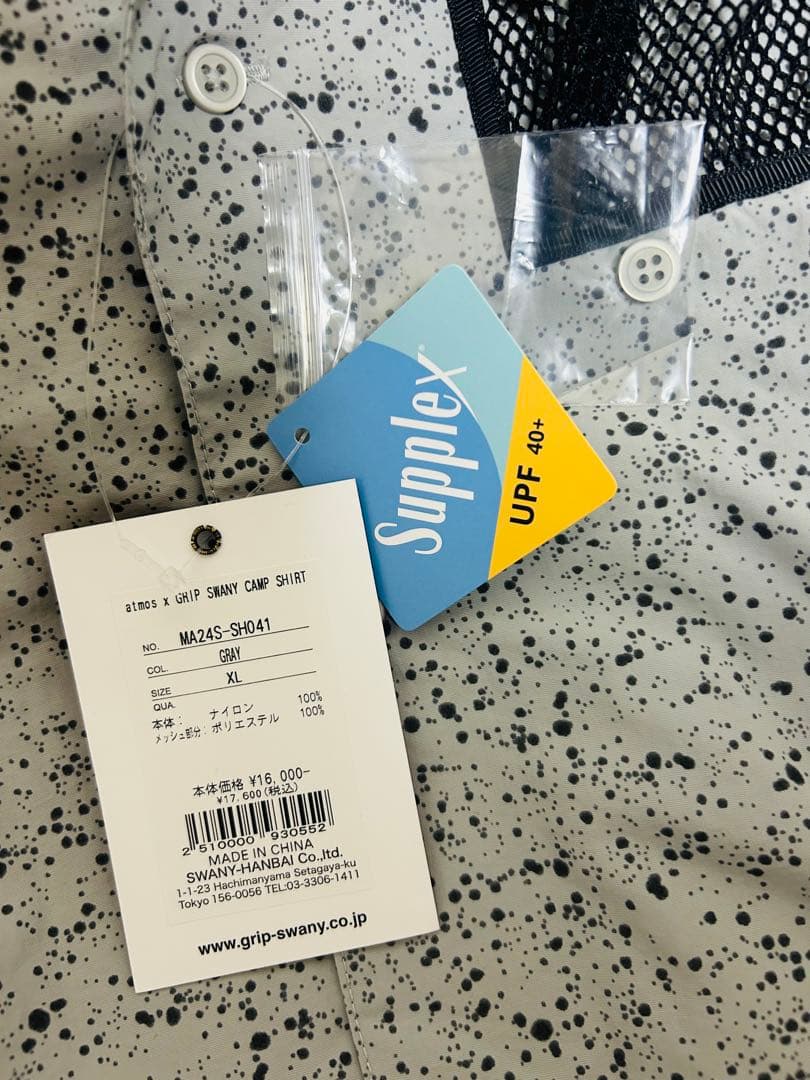 Supplex®
UPF 40+
atmos x GRIP SWANY CAMP SHIRT
NO. MA24S-SH041
COL. GRAY
SIZE XL
QUA.
本体: ナイロン 100%
メッシュ部分: ポリエステル 100%
本体価格 ¥16,000-
¥17,600(税込)
2 510000 930552
MADE IN CHINA
SWANY-HANBAI Co.,ltd.
1-1-23 Hachimanyama Setagaya-ku
Tokyo 156-0056 TEL:03-3306-1411
www.grip-swany.co.jp